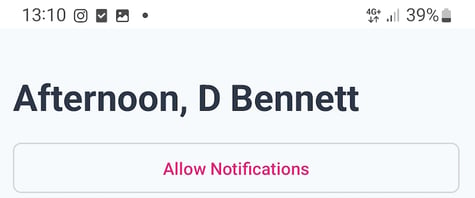 13:10 4G+ 39%
Afternoon, D Bennett
Allow Notifications